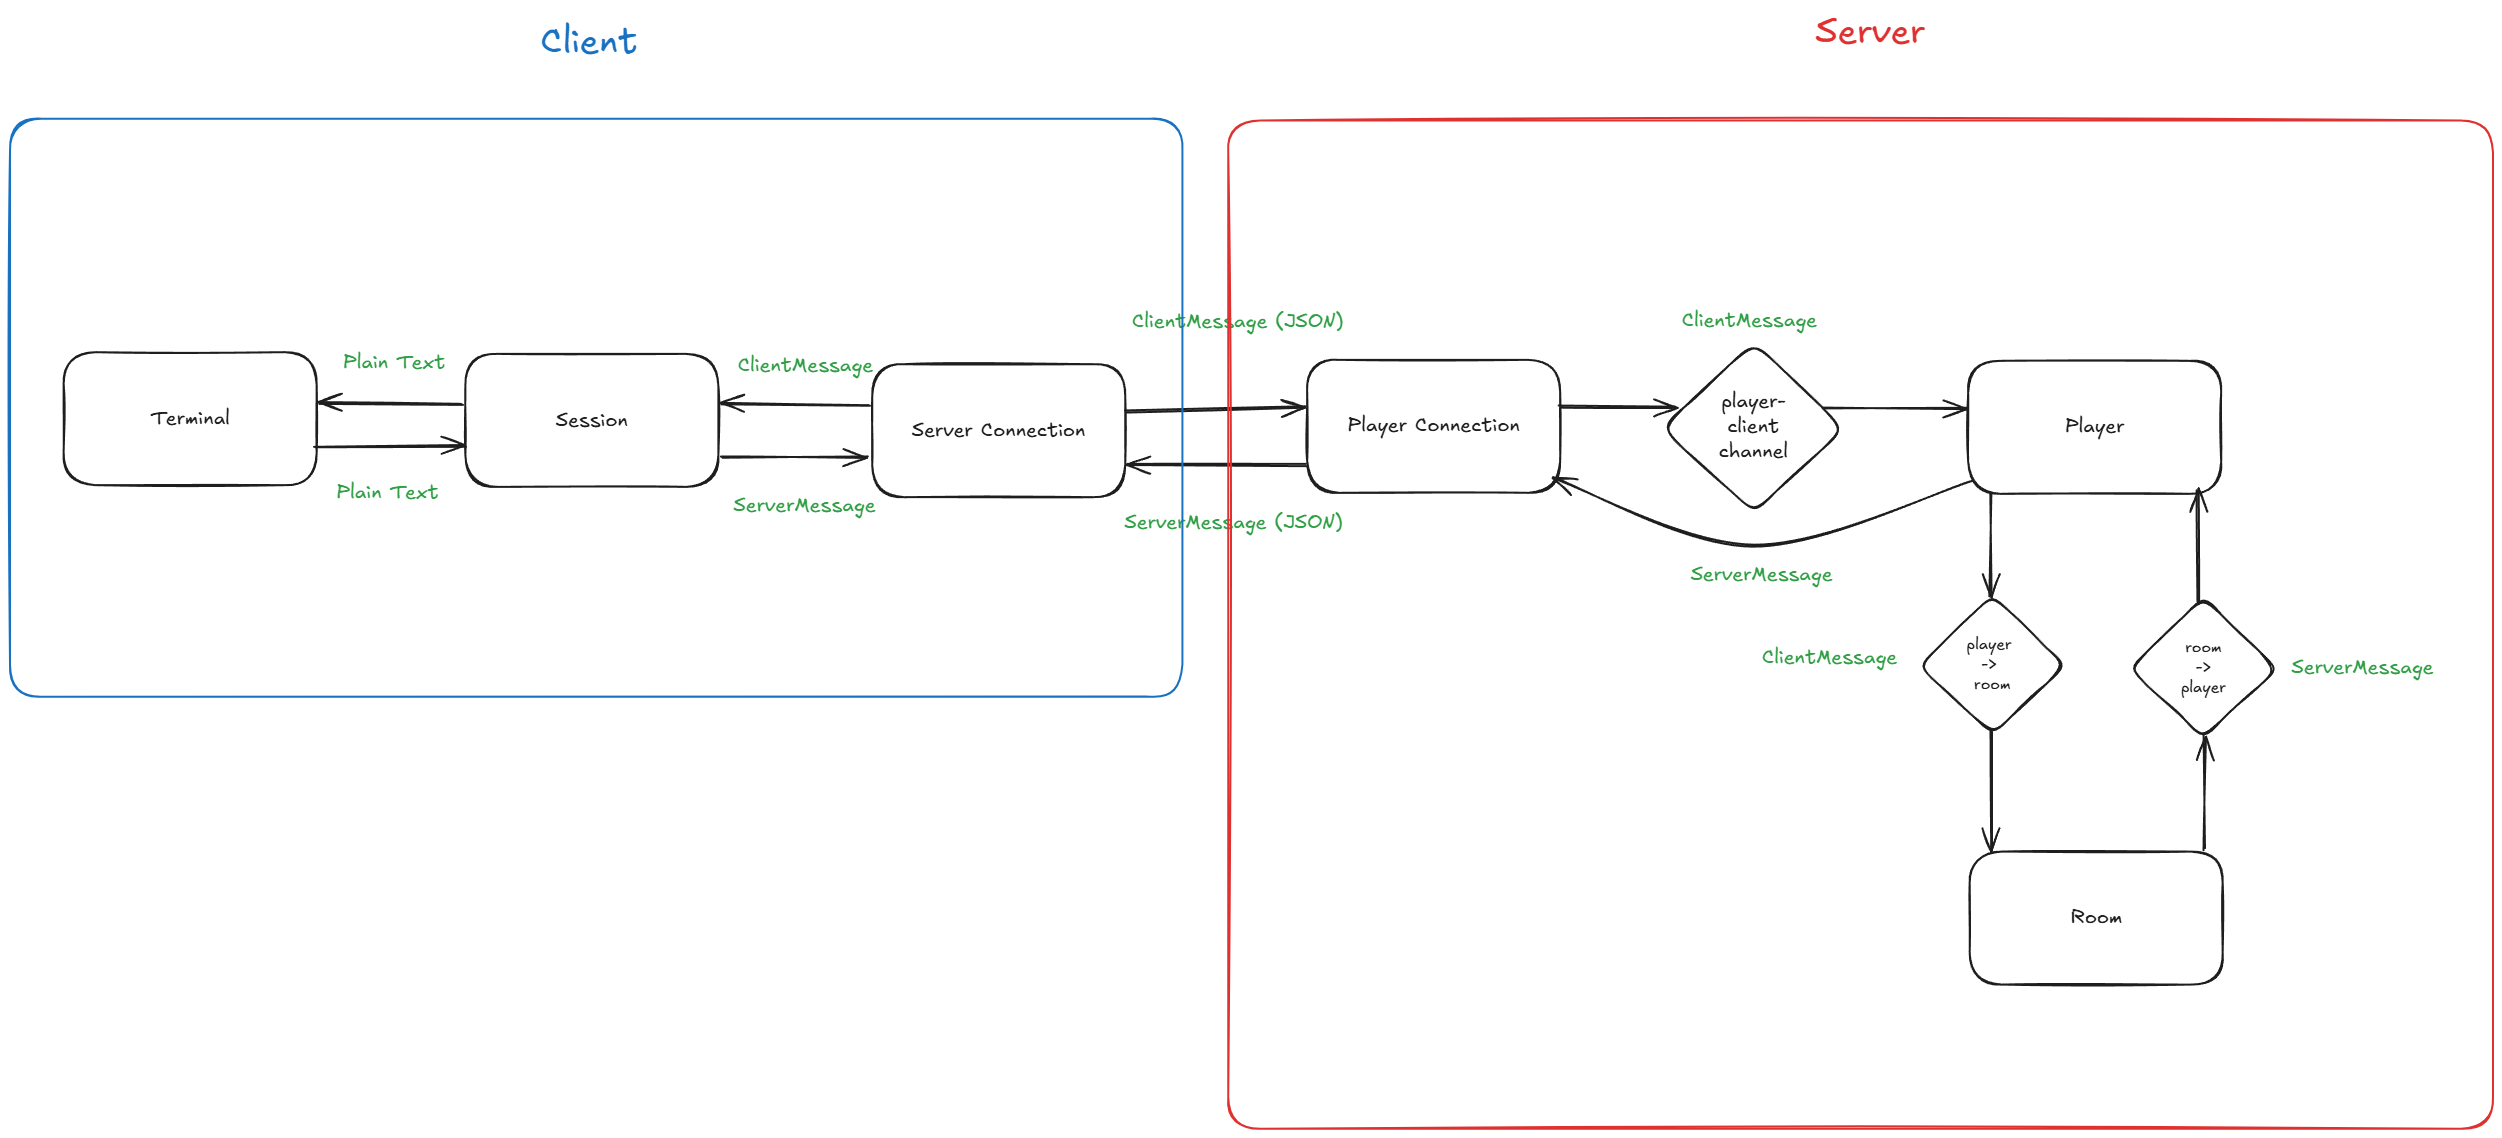 Client
Server
ClientMessage (JSON)
ClientMessage
Plain Text
ClientMessage
Terminal
Session
Server Connection
Player Connection
player-
client
channel
Player
Plain Text
ServerMessage
ServerMessage (JSON)
ServerMessage
ClientMessage
player
->
room
room
->
player
ServerMessage
Room